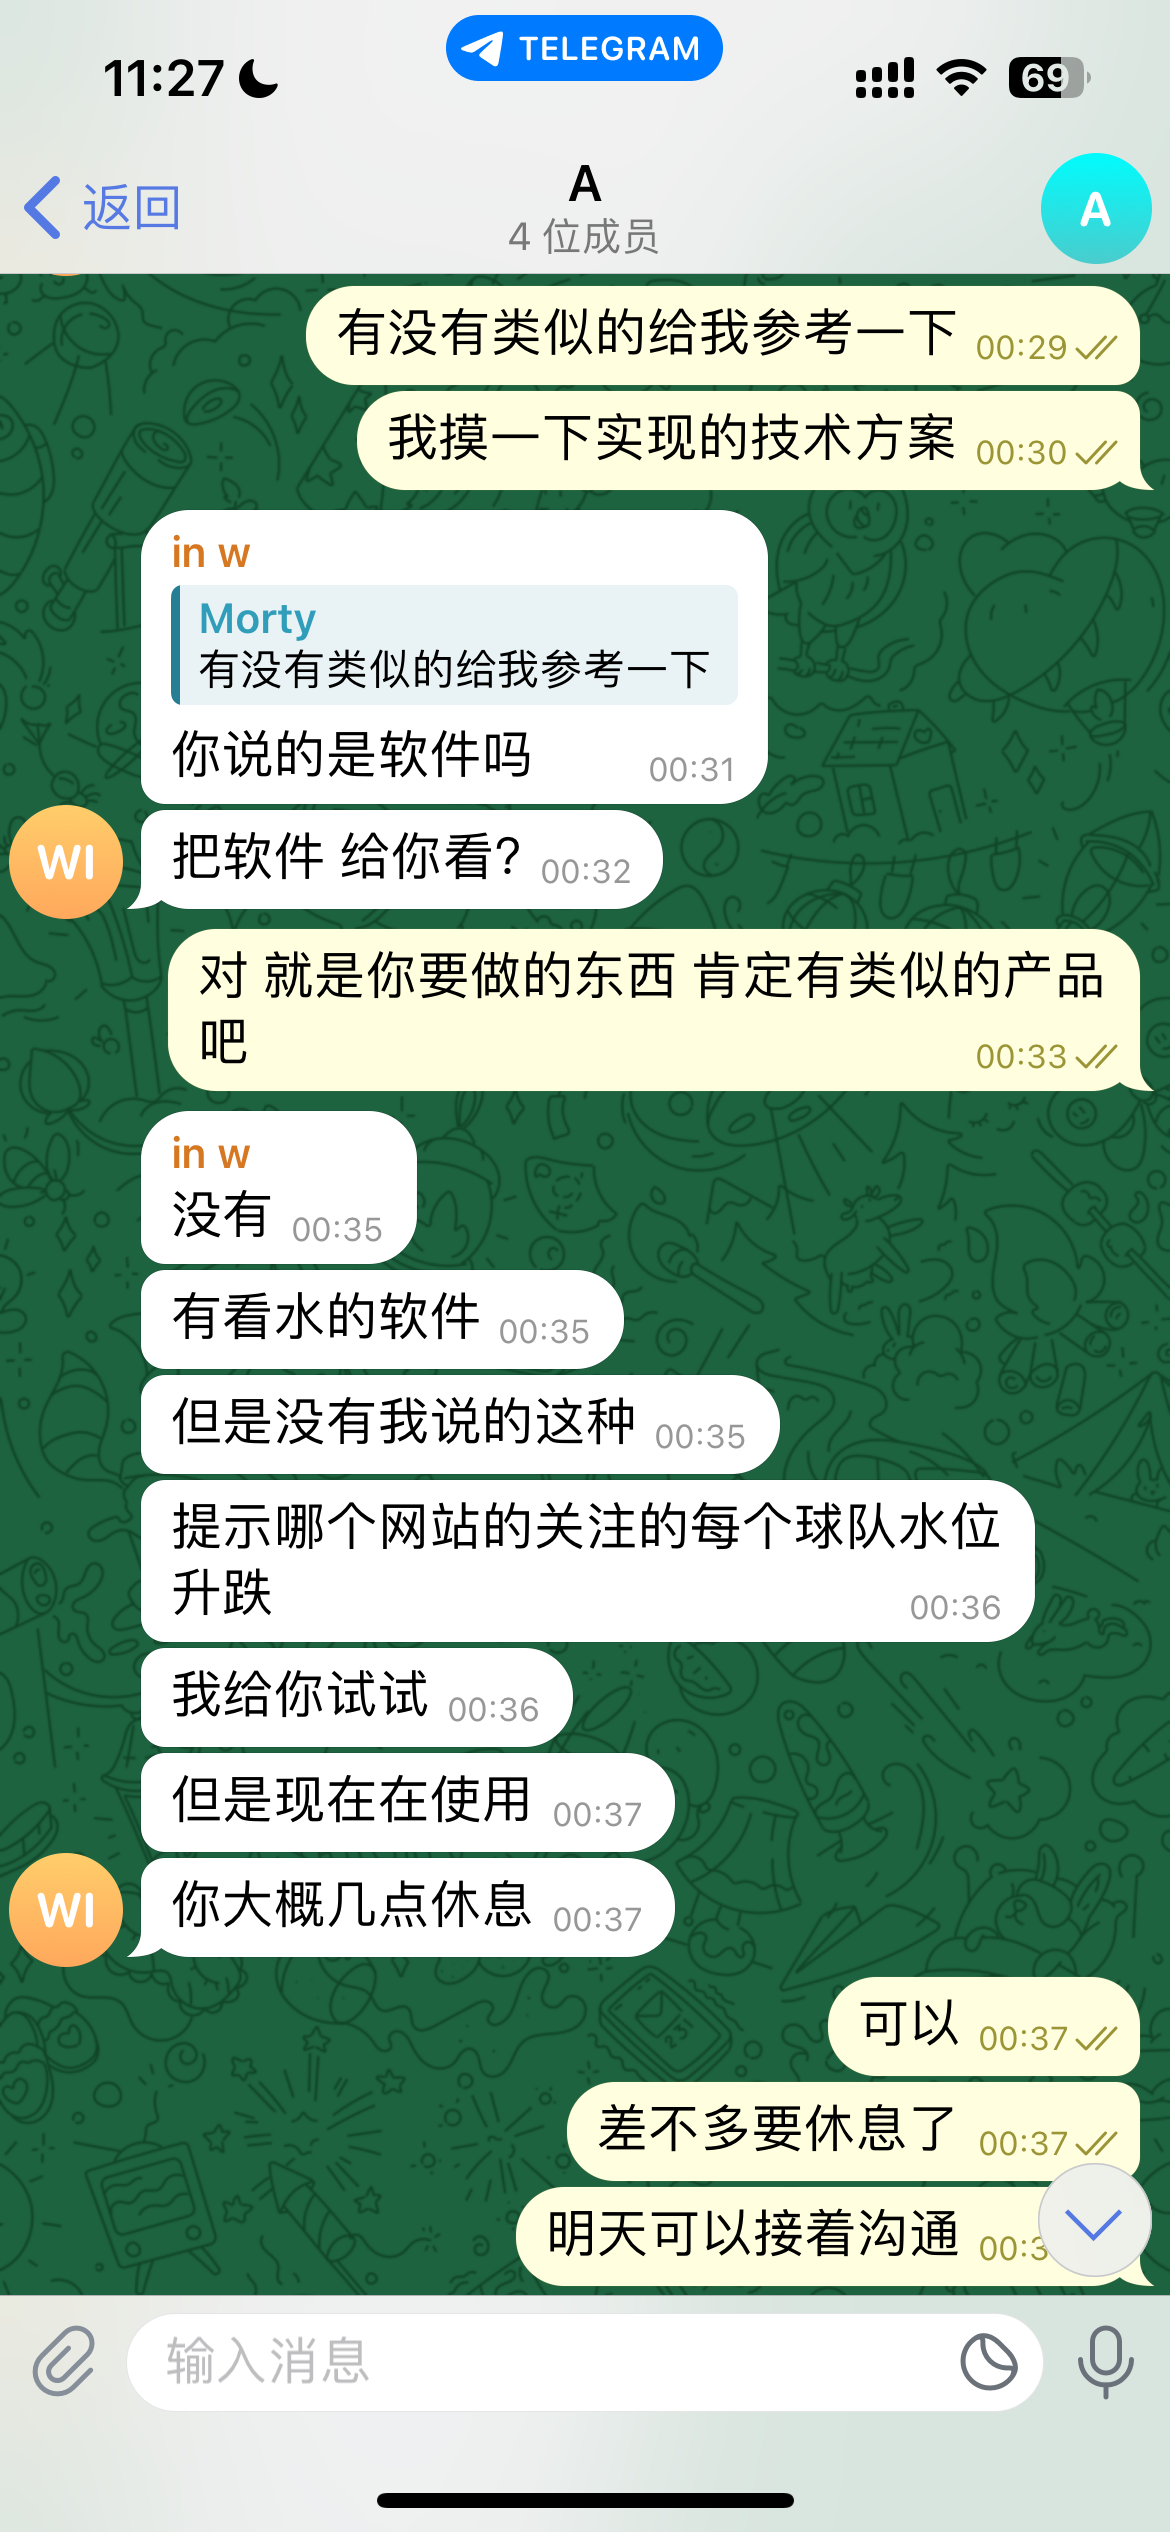 TELEGRAM
11:27
69
返回
A
4 位成员
A
有没有类似的给我参考一下 00:29
我摸一下实现的技术方案 00:30
in w
Morty
有没有类似的给我参考一下
你说的是软件吗 00:31
WI
把软件 给你看? 00:32
对 就是你要做的东西 肯定有类似的产品
吧 00:33
in w
没有 00:35
有看水的软件 00:35
但是没有我说的这种 00:35
提示哪个网站的关注的每个球队水位
升跌 00:36
我给你试试 00:36
但是现在在使用 00:37
WI
你大概几点休息 00:37
可以 00:37
差不多要休息了 00:37
明天可以接着沟通
输入消息